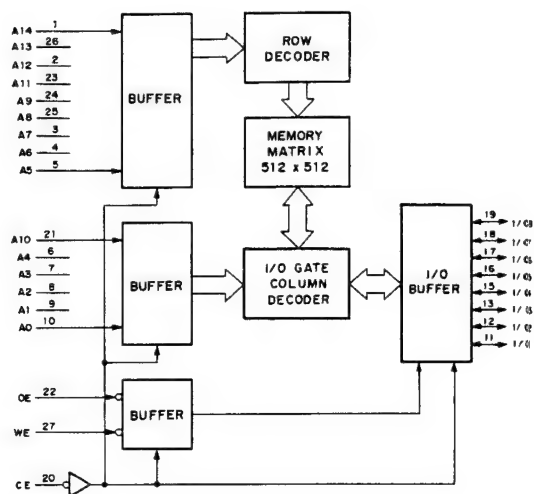 A14 1
A13 26
A12 2
A11 23
A9 24
A8 25
A7 3
A6 4
A5 5
BUFFER
ROW
DECODER
MEMORY
MATRIX
512 x 512
A10 21
A4 6
A3 7
A2 8
A1 9
A0 10
BUFFER
I/O GATE
COLUMN
DECODER
I/O
BUFFER
19 I/O8
18 I/O7
17 I/O6
16 I/O5
15 I/O4
13 I/O3
12 I/O2
11 I/O1
OE 22
WE 27
BUFFER
CE 20